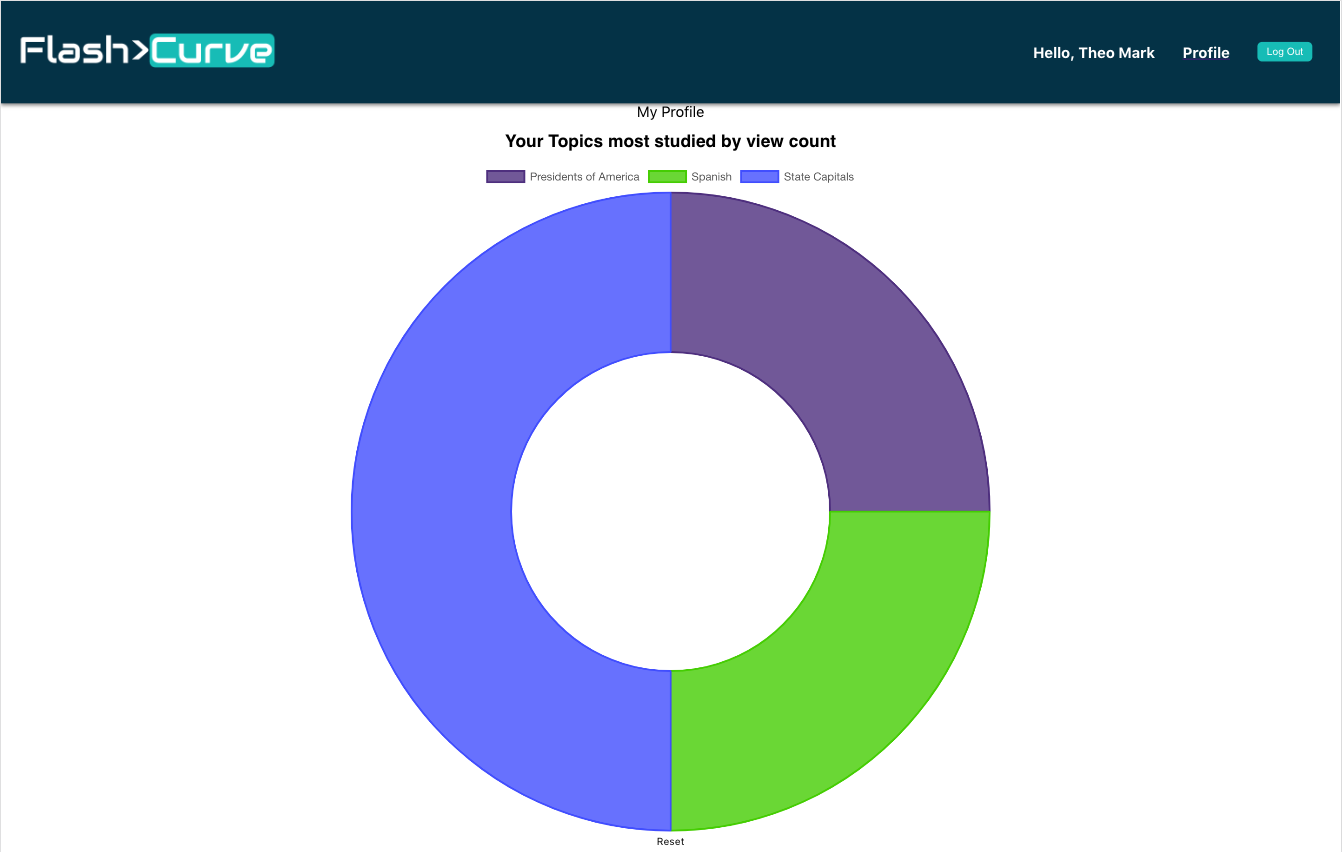 Flash>Curve
Hello, Theo Mark Profile Log Out
My Profile
Your Topics most studied by view count
Presidents of America Spanish State Capitals
Reset